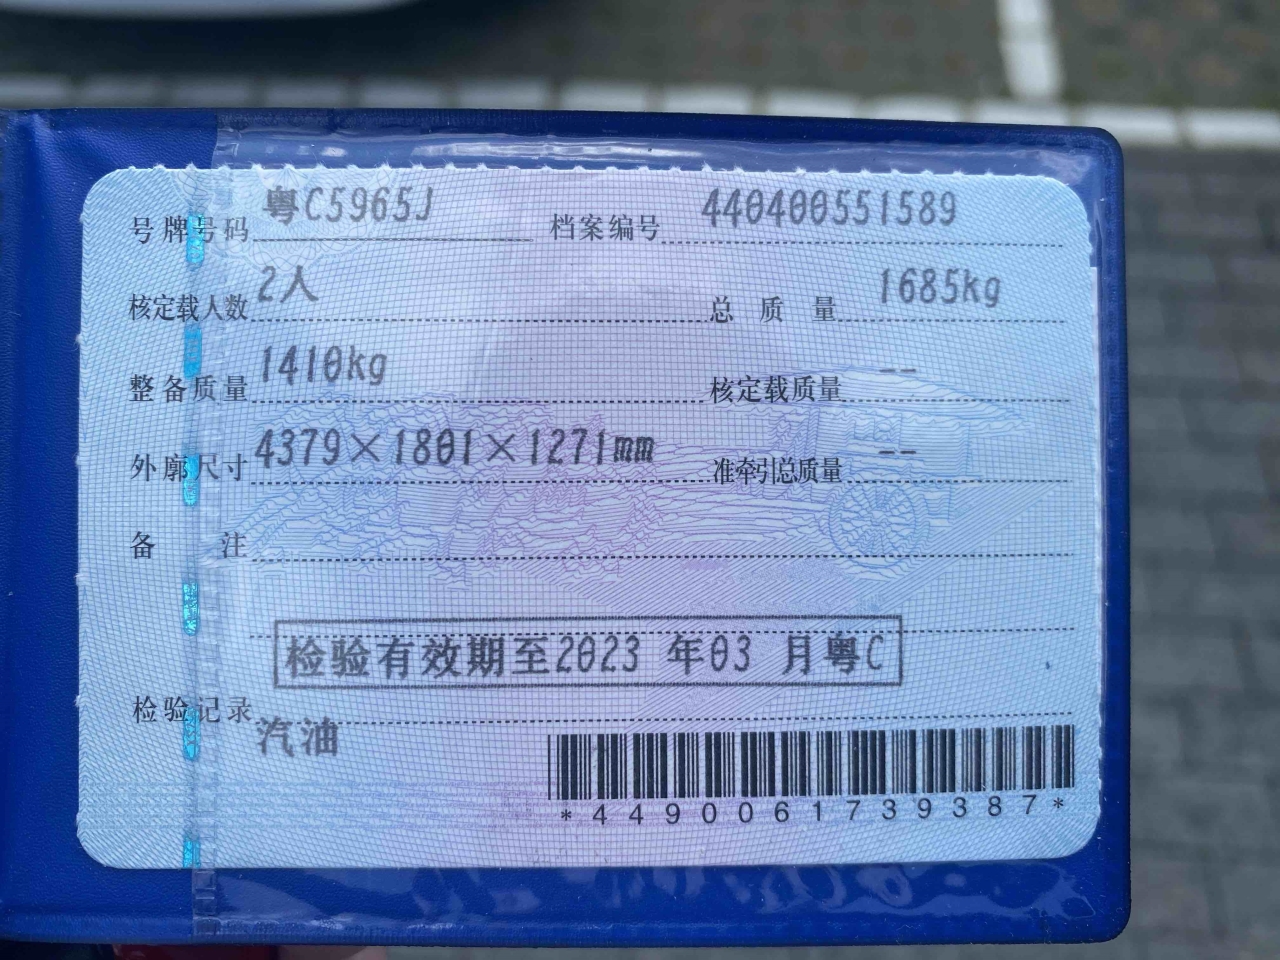 号牌号码 粤C5965J 档案编号 440400551589
核定载人数 2人 总质量 1685kg
整备质量 1410kg 核定载质量 --
外廓尺寸 4379×1801×1271mm 准牵引总质量 --
备注
检验有效期至2023 年03 月粤C
检验记录
汽油
*4490061739387*